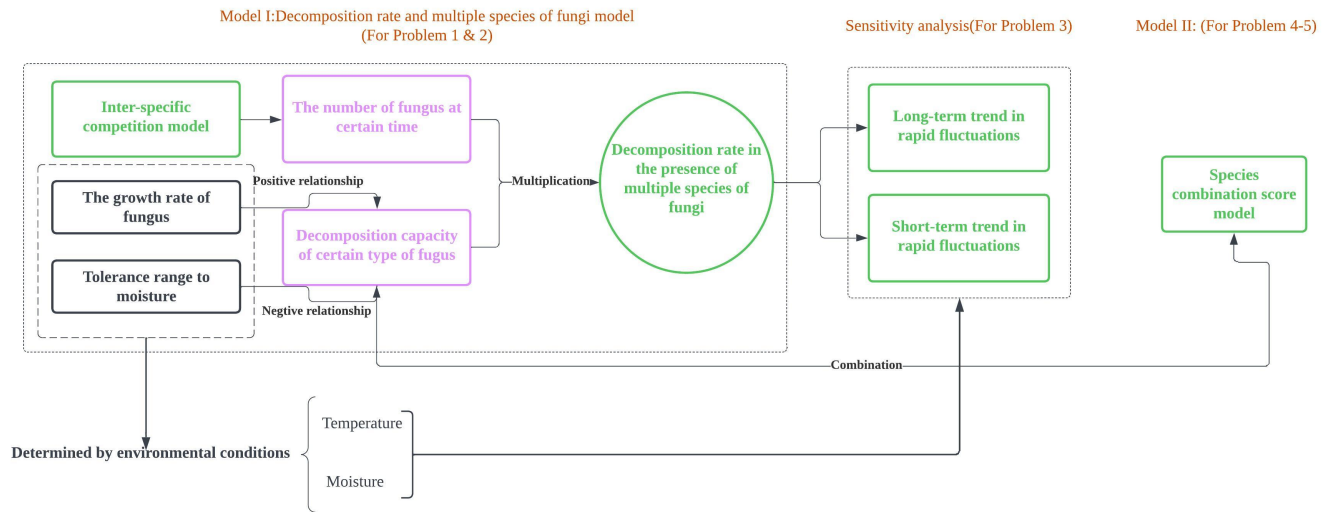 Model I:Decomposition rate and multiple species of fungi model
(For Problem 1 & 2)
Sensitivity analysis(For Problem 3)
Model II: (For Problem 4-5)
Inter-specific
competition model
The number of fungus at
certain time
The growth rate of
fungus
Positive relationship
Decomposition capacity
of certain type of fugus
Tolerance range to
moisture
Negtive relationship
Multiplication
Decomposition rate in
the presence of
multiple species of
fungi
Long-term trend in
rapid fluctuations
Short-term trend in
rapid fluctuations
Species
combination score
model
Combination
Determined by environmental conditions
Temperature
Moisture